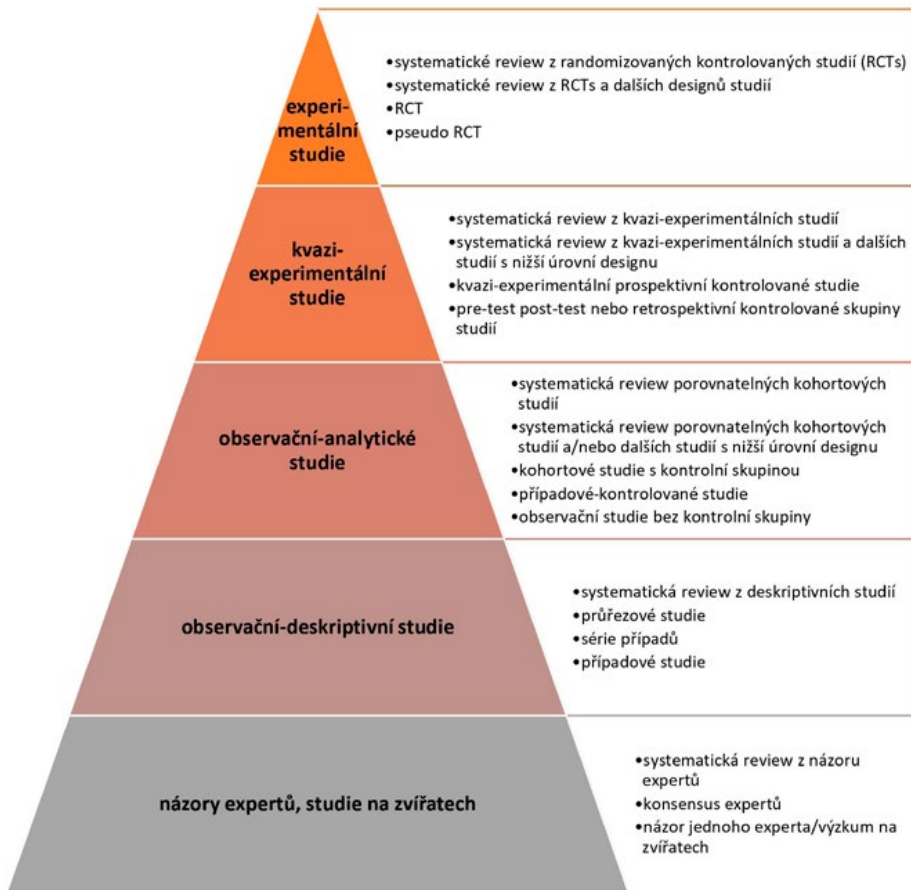 experi-
mentální
studie
•systematické review z randomizovaných kontrolovaných studií (RCTs)
•systematické review z RCTs a dalších designů studií
•RCT
•pseudo RCT
kvazi-
experimentální
studie
•systematická review z kvazi-experimentálních studií
•systematická review z kvazi-experimentálních studií a dalších
studií s nižší úrovní designu
•kvazi-experimentální prospektivní kontrolované studie
•pre-test post-test nebo retrospektivní kontrolované skupiny
studií
observační-analytické
studie
•systematická review porovnatelných kohortových
studií
•systematická review porovnatelných kohortových
studií a/nebo dalších studií s nižší úrovní designu
•kohortové studie s kontrolní skupinou
•případové-kontrolované studie
•observační studie bez kontrolní skupiny
observační-deskriptivní studie
•systematická review z deskriptivních studií
•průřezové studie
•série případů
•případové studie
názory expertů, studie na zvířatech
•systematická review z názoru
expertů
•konsensus expertů
•názor jednoho experta/výzkum na
zvířatech